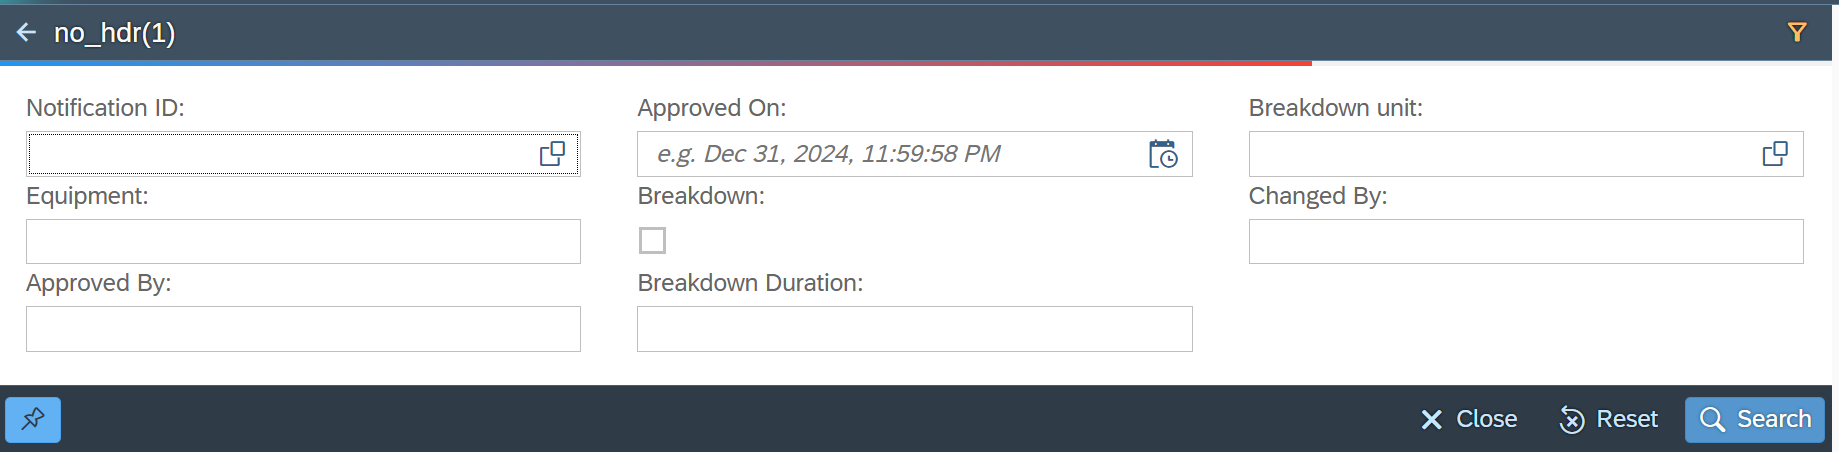 no_hdr(1)
Notification ID: Approved On: Breakdown unit:
e.g. Dec 31, 2024, 11:59:58 PM
Equipment: Breakdown: Changed By:
Approved By: Breakdown Duration:
Close Reset Search